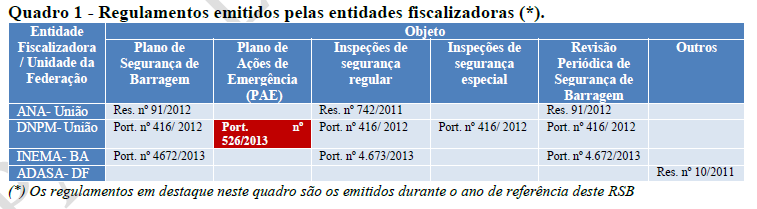 Quadro 1 - Regulamentos emitidos pelas entidades fiscalizadoras (*).
Entidade Fiscalizadora / Unidade da Federação
Objeto
Plano de Segurança de Barragem
Plano de Ações de Emergência (PAE)
Inspeções de segurança regular
Inspeções de segurança especial
Revisão Periódica de Segurança de Barragem
Outros
ANA- União Res. nº 91/2012 Res. nº 742/2011 Res. 91/2012
DNPM- União Port. nº 416/ 2012 Port. nº 526/2013 Port. nº 416/ 2012 Port. nº 416/ 2012 Port. nº 416/ 2012
INEMA- BA Port. nº 4672/2013 Port. nº 4.673/2013 Port. nº 4.672/2013
ADASA- DF Res. nº 10/2011
(*) Os regulamentos em destaque neste quadro são os emitidos durante o ano de referência deste RSB